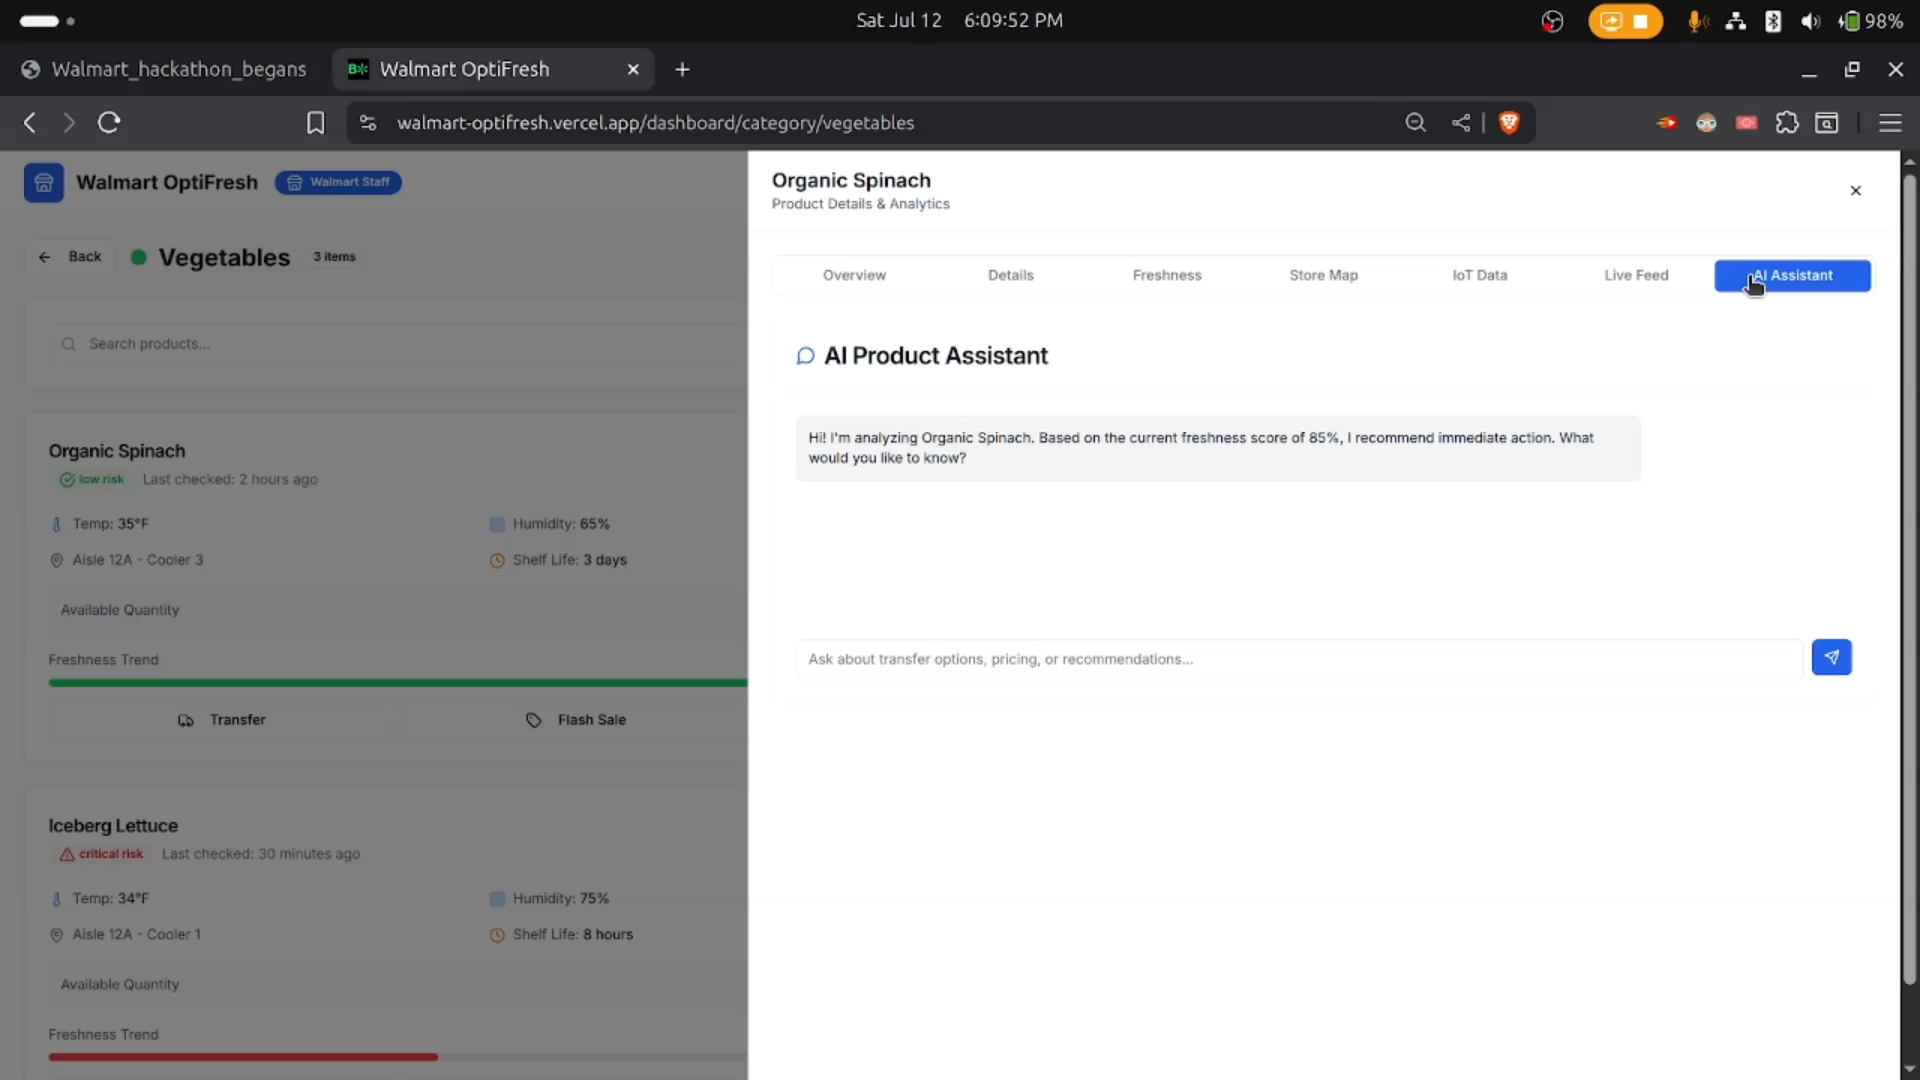 Sat Jul 12 6:09:52 PM
98%
Walmart_hackathon_begans
Walmart OptiFresh
walmart-optifresh.vercel.app/dashboard/category/vegetables
Walmart OptiFresh
Walmart Staff
Back
Vegetables
3 items
Search products...
Organic Spinach
low risk
Last checked: 2 hours ago
Temp: 35°F
Humidity: 65%
Aisle 12A - Cooler 3
Shelf Life: 3 days
Available Quantity
Freshness Trend
Transfer
Flash Sale
Iceberg Lettuce
critical risk
Last checked: 30 minutes ago
Temp: 34°F
Humidity: 75%
Aisle 12A - Cooler 1
Shelf Life: 8 hours
Available Quantity
Freshness Trend
Organic Spinach
Product Details & Analytics
Overview
Details
Freshness
Store Map
IoT Data
Live Feed
AI Assistant
AI Product Assistant
Hi! I'm analyzing Organic Spinach. Based on the current freshness score of 85%, I recommend immediate action. What
would you like to know?
Ask about transfer options, pricing, or recommendations...